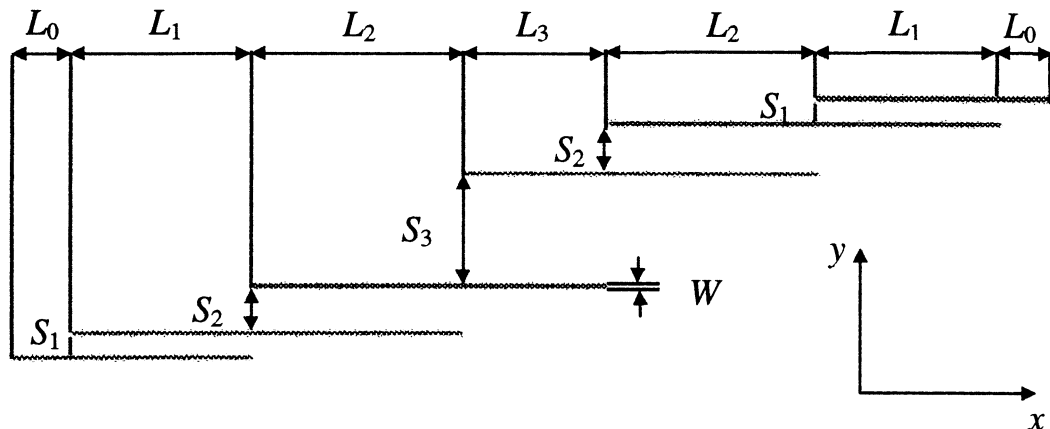 L₀ L₁ L₂ L₃ L₂ L₁ L₀
S₁
S₂
S₃
y
W
S₂
S₁
x